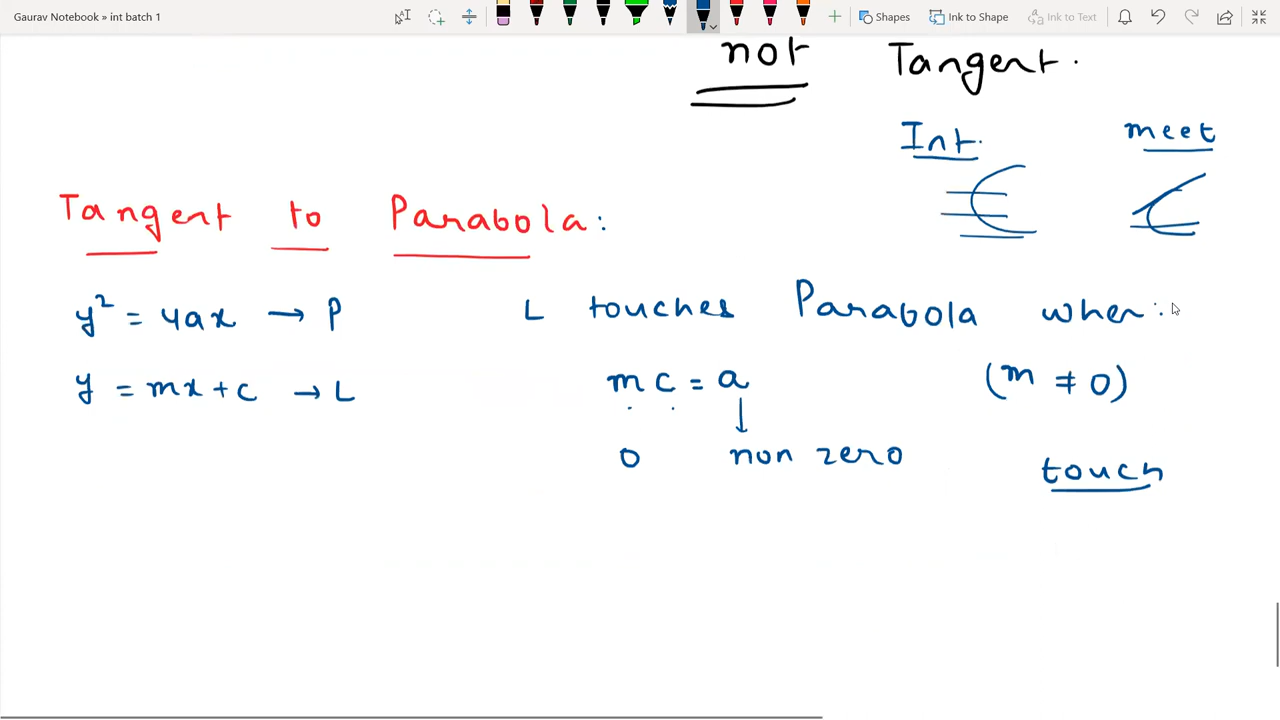 Gaurav Notebook » int batch 1
Shapes Ink to Shape Ink to Text
not Tangent.
Int. meet
Tangent to Parabola:
y² = 4ax → P L touches Parabola when:
y = mx + c → L mc = a (m ≠ 0)
0 non zero touch